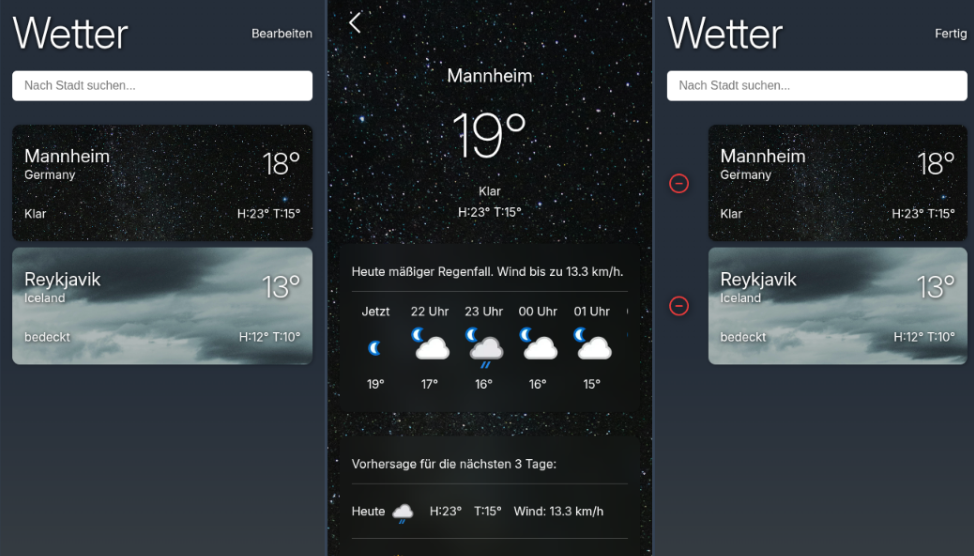 Wetter
Bearbeiten
Nach Stadt suchen...
Mannheim
18°
Germany
Klar
H:23° T:15°
Reykjavik
13°
Iceland
bedeckt
H:12° T:10°
Mannheim
19°
Klar
H:23° T:15°
Heute mäßiger Regenfall. Wind bis zu 13.3 km/h.
Jetzt 22 Uhr 23 Uhr 00 Uhr 01 Uhr
19° 17° 16° 16° 15°
Vorhersage für die nächsten 3 Tage:
Heute H:23° T:15° Wind: 13.3 km/h
Wetter
Fertig
Nach Stadt suchen...
Mannheim
18°
Germany
Klar
H:23° T:15°
Reykjavik
13°
Iceland
bedeckt
H:12° T:10°